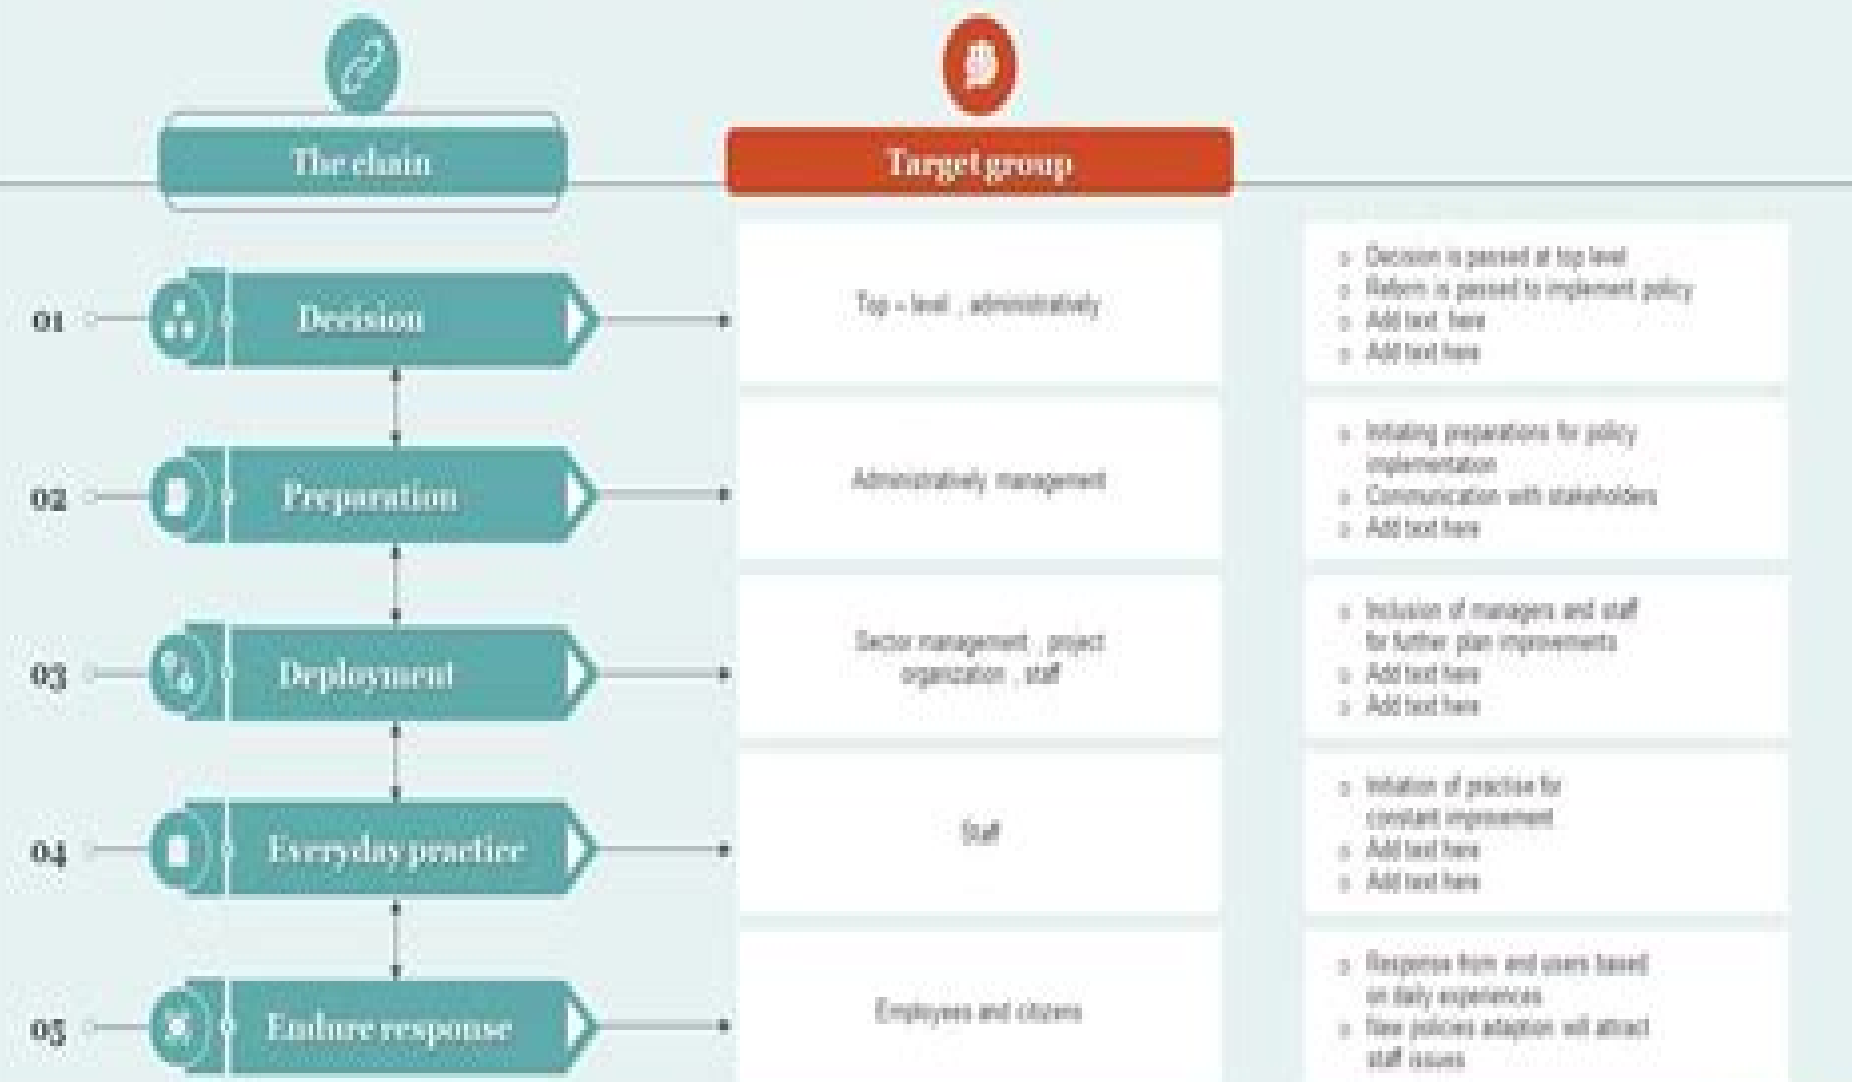 The chain
Target group
01
Decision
Top - level , administratively
Decision is passed at top level
Reform is passed to implement policy
Add text here
Add text here
02
Preparation
Administratively management
Initiating preparations for policy
implementation
Communication with stakeholders
Add text here
03
Deployment
Sector management , project
organization , staff
Inclusion of managers and staff
for further plan improvements
Add text here
Add text here
04
Everyday practice
Staff
Initiation of practise for
constant improvement
Add text here
Add text here
05
Endure response
Employees and citizens
Response from end users based
on daily experiences
New policies adaption will attract
staff issues